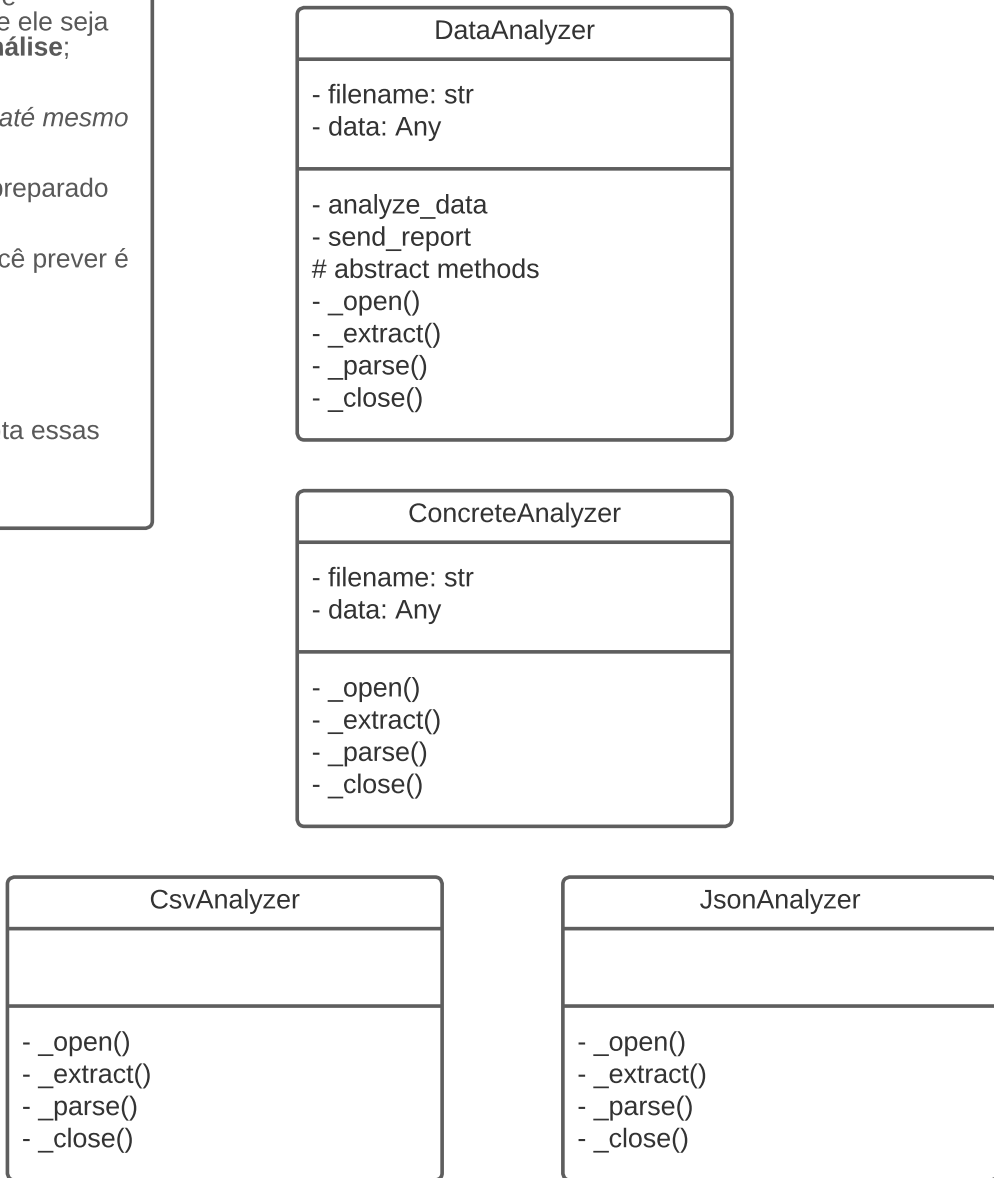 e ele seja
nálise;
até mesmo
preparado
cê prever é
ta essas
DataAnalyzer
- filename: str
- data: Any
- analyze_data
- send_report
# abstract methods
- _open()
- _extract()
- _parse()
- _close()
ConcreteAnalyzer
- filename: str
- data: Any
- _open()
- _extract()
- _parse()
- _close()
CsvAnalyzer
- _open()
- _extract()
- _parse()
- _close()
JsonAnalyzer
- _open()
- _extract()
- _parse()
- _close()